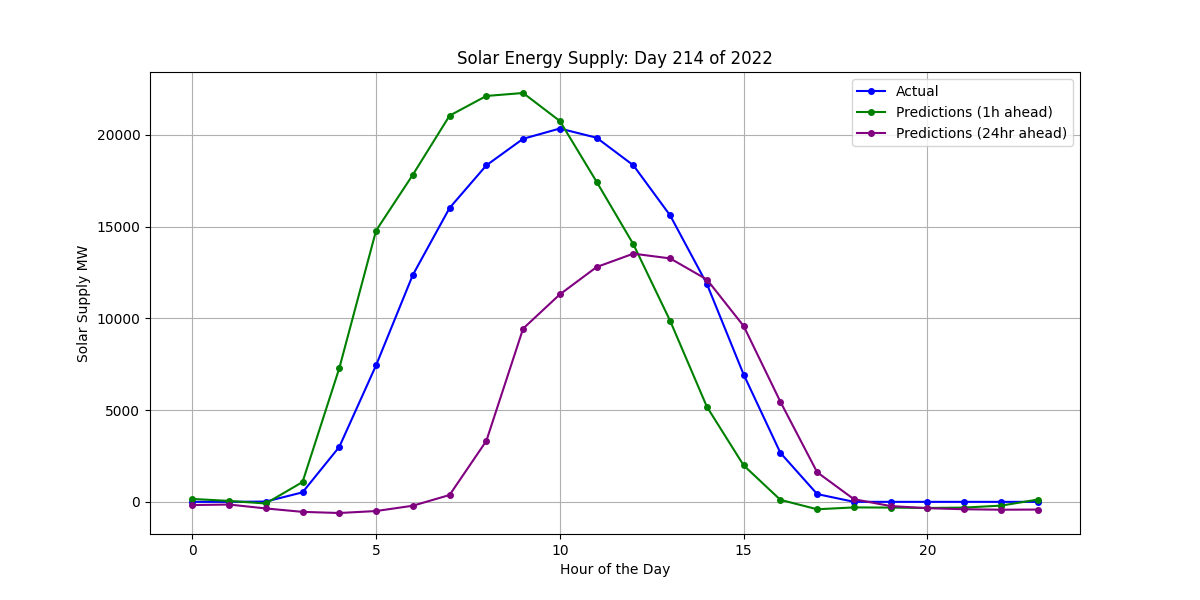 Solar Energy Supply: Day 214 of 2022
Actual
Predictions (1h ahead)
Predictions (24hr ahead)
Solar Supply MW
20000
15000
10000
5000
0
0 5 10 15 20
Hour of the Day